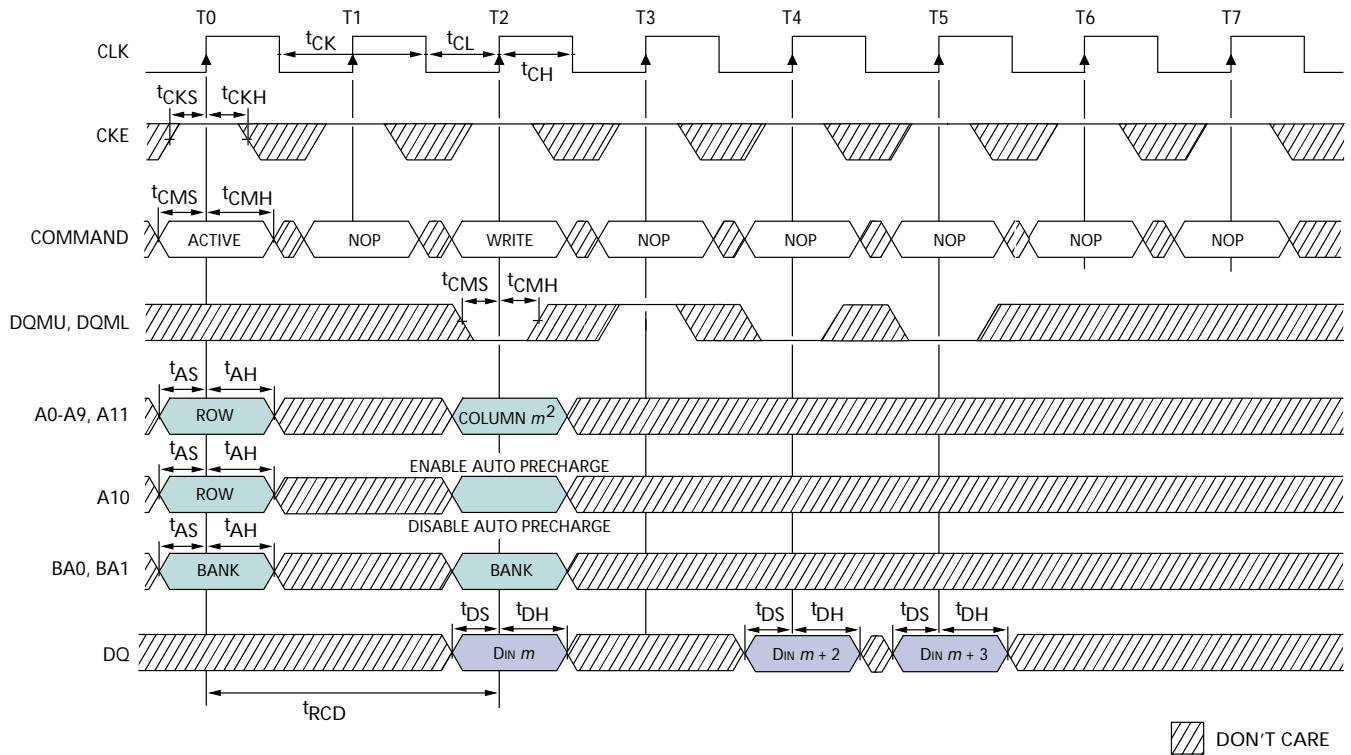 T0 T1 T2 T3 T4 T5 T6 T7
CLK tCK tCL tCH
tCKS tCKH
CKE
tCMS tCMH
COMMAND ACTIVE NOP WRITE NOP NOP NOP NOP NOP
tCMS tCMH
DQMU, DQML
tAS tAH
A0-A9, A11 ROW COLUMN m²
tAS tAH ENABLE AUTO PRECHARGE
A10 ROW
DISABLE AUTO PRECHARGE
tAS tAH
BA0, BA1 BANK BANK
tDS tDH tDS tDH tDS tDH
DQ DIN m DIN m + 2 DIN m + 3
tRCD
DON'T CARE